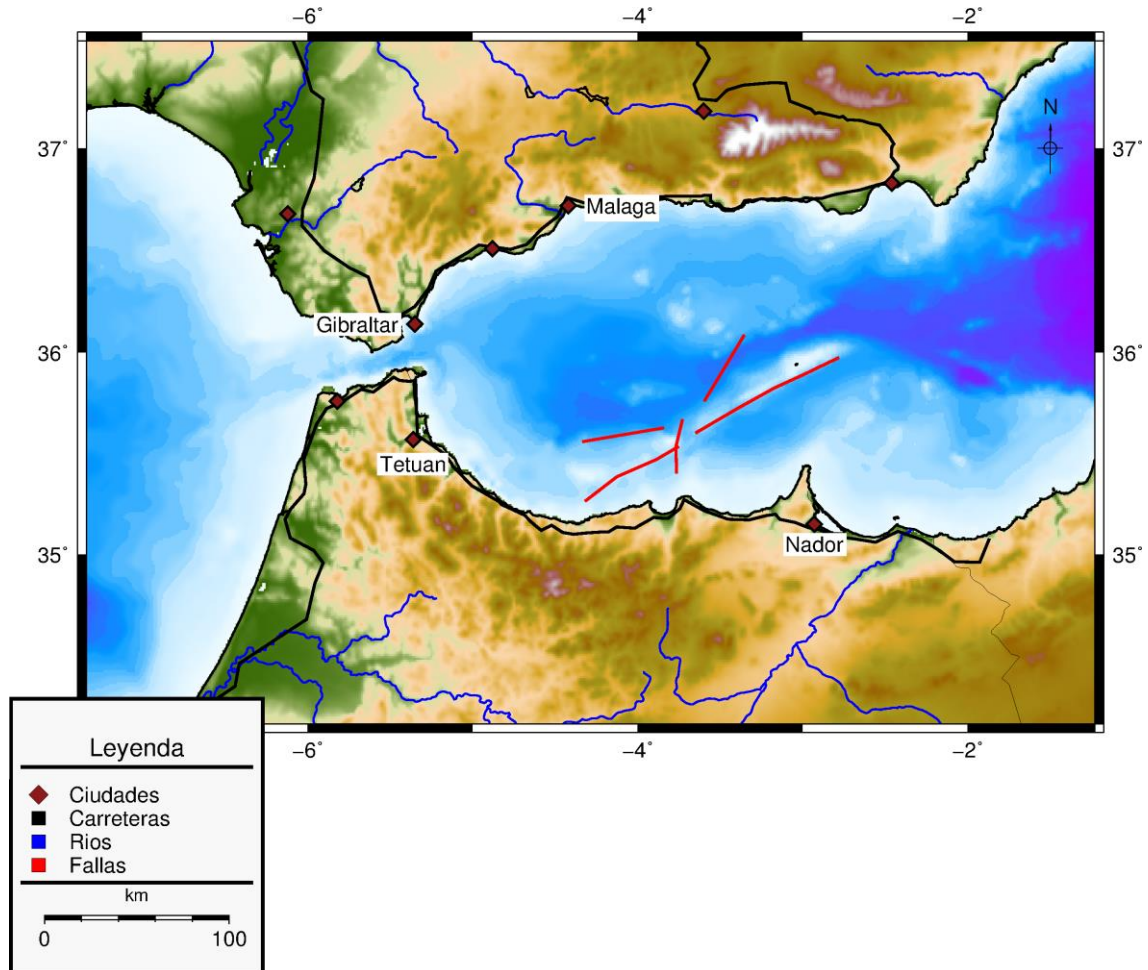 −6° −4° −2°
N
37° 37°
Malaga
Gibraltar
36° 36°
Tetuan
Nador
35° 35°
−6° −4° −2°
Leyenda
Ciudades
Carreteras
Rios
Fallas
km
0 100